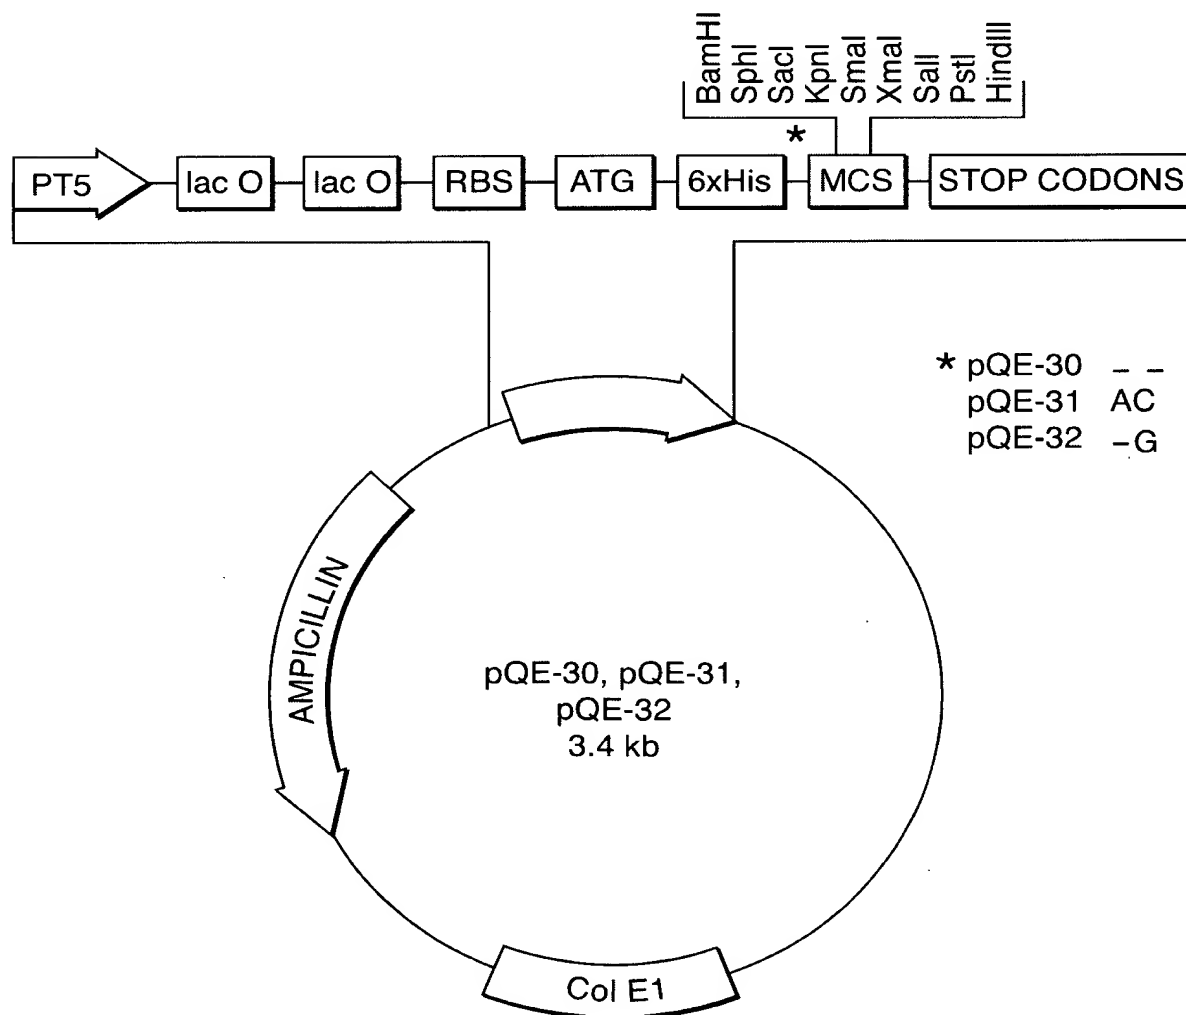 BamHI
SphI
SacI
KpnI
SmaI
XmaI
SalI
PstI
HindIII
*
PT5 lac O lac O RBS ATG 6xHis MCS STOP CODONS
* pQE-30 – –
pQE-31 AC
pQE-32 –G
AMPICILLIN
pQE-30, pQE-31,
pQE-32
3.4 kb
Col E1